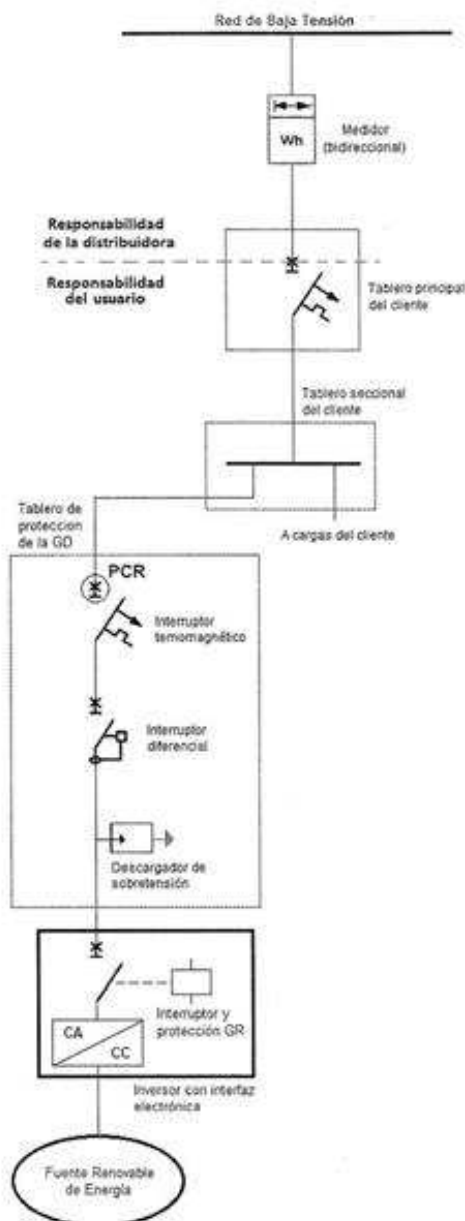 Red de Baja Tensión
Wh
Medidor
(bidireccional)
Responsabilidad
de la distribuidora
Responsabilidad
del usuario
Tablero principal
del cliente
Tablero seccional
del cliente
Tablero de
proteccion
de la GD
A cargas del cliente
PCR
Interruptor
temomagnético
Interruptor
diferencial
Descargador de
sobretensión
Interruptor y
protección GR
CA
CC
Inversor con interfaz
electrónica
Fuente Renovable
de Energía